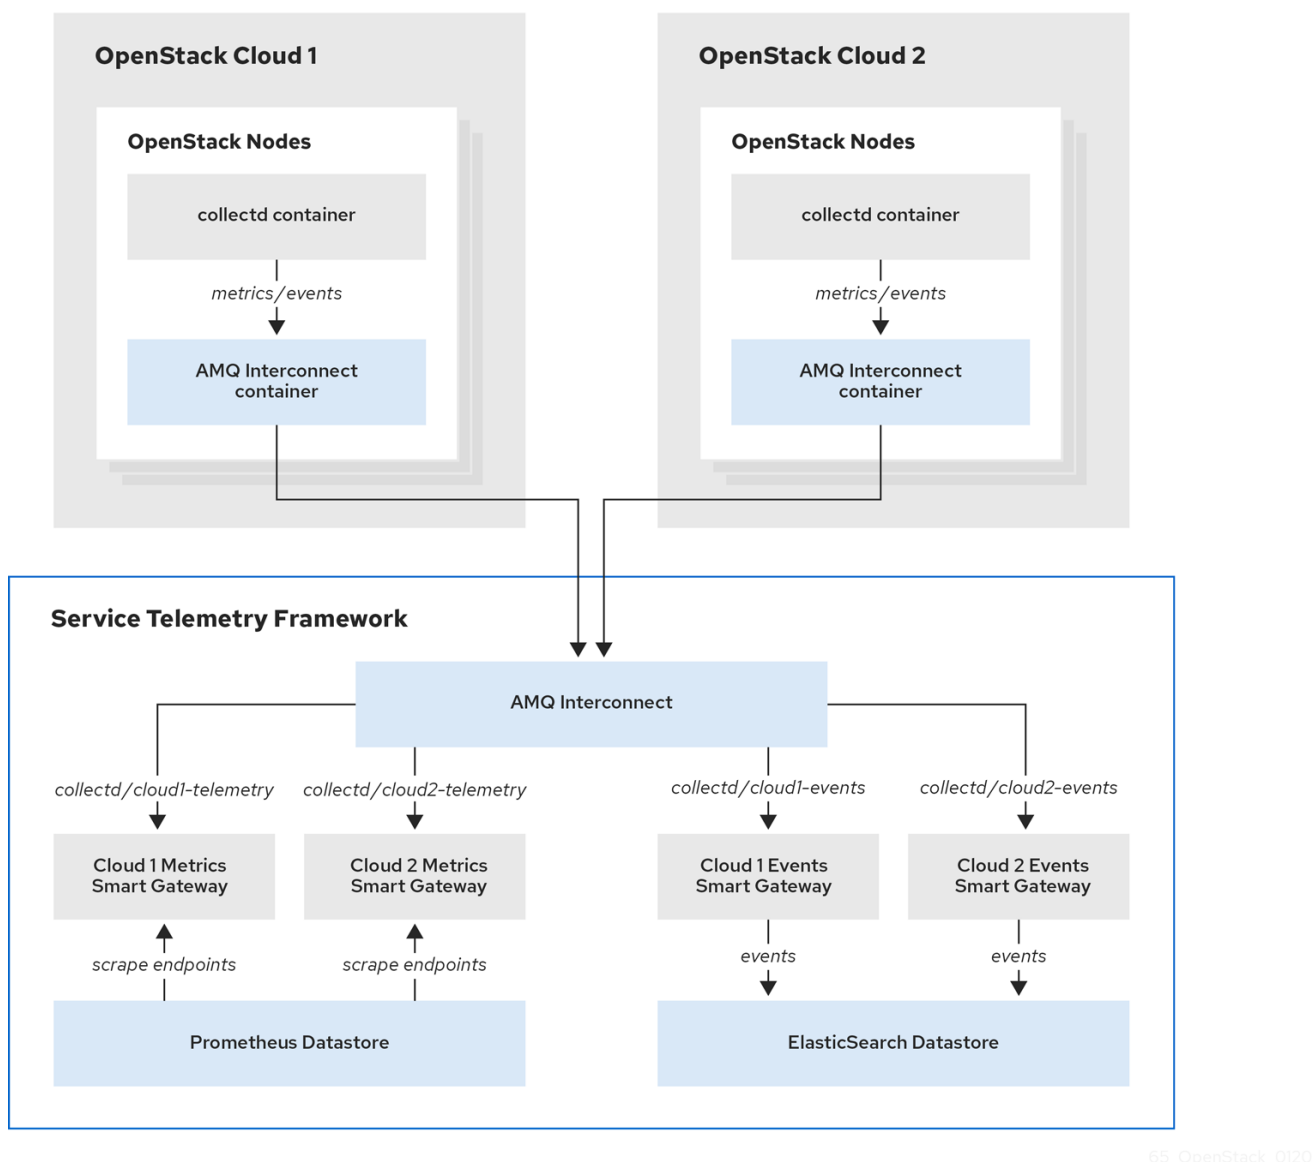 OpenStack Cloud 1
OpenStack Nodes
collectd container
metrics/events
AMQ Interconnect
container
OpenStack Cloud 2
OpenStack Nodes
collectd container
metrics/events
AMQ Interconnect
container
Service Telemetry Framework
AMQ Interconnect
collectd/cloud1-telemetry
collectd/cloud2-telemetry
collectd/cloud1-events
collectd/cloud2-events
Cloud 1 Metrics
Smart Gateway
Cloud 2 Metrics
Smart Gateway
Cloud 1 Events
Smart Gateway
Cloud 2 Events
Smart Gateway
scrape endpoints
scrape endpoints
events
events
Prometheus Datastore
ElasticSearch Datastore
65_OpenStack_0120